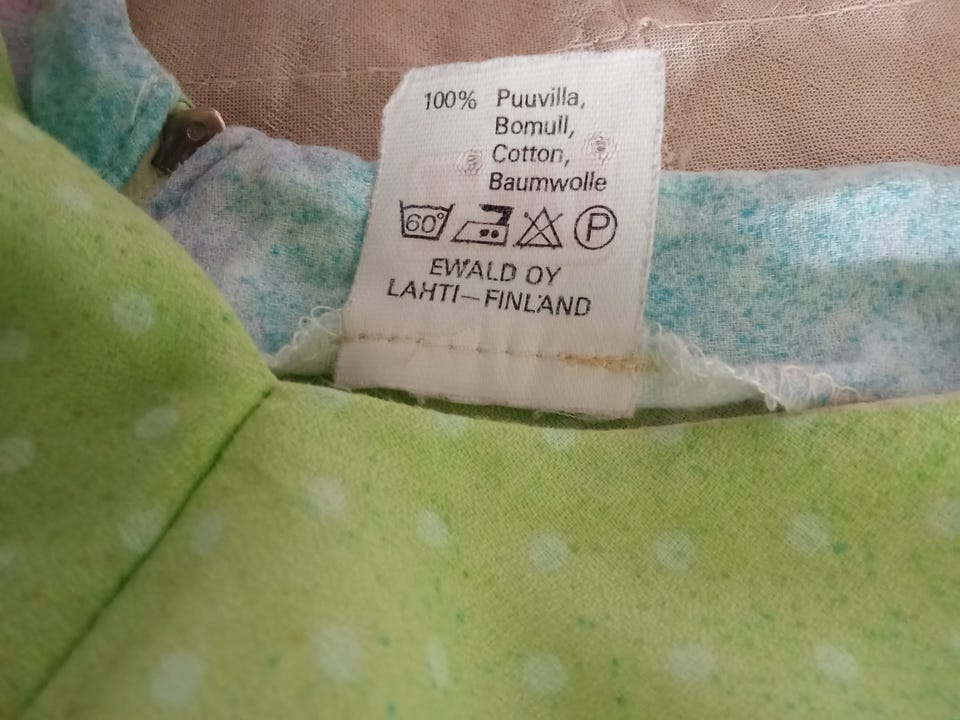 100% Puuvilla,
Bomull,
Cotton,
Baumwolle
60° P
EWALD OY
LAHTI—FINLAND